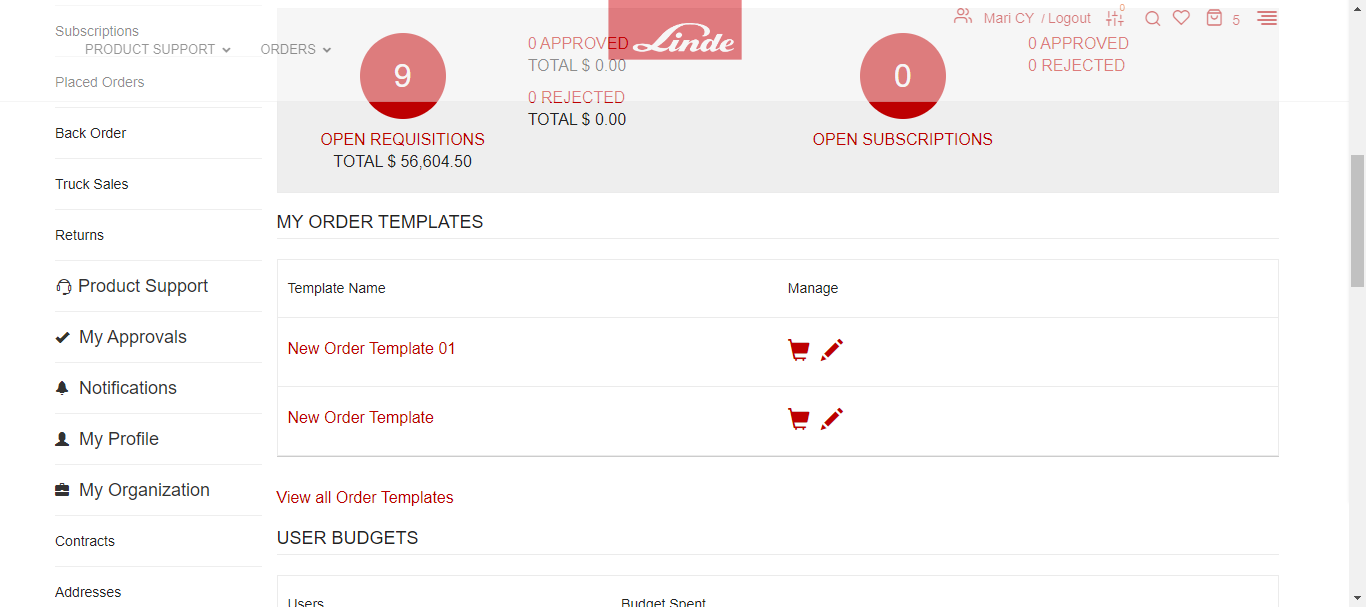 Mari CY / Logout
0
5
Linde
PRODUCT SUPPORT
ORDERS
Subscriptions
Placed Orders
Back Order
Truck Sales
Returns
Product Support
My Approvals
Notifications
My Profile
My Organization
Contracts
Addresses
9
OPEN REQUISITIONS
TOTAL $ 56,604.50
0 APPROVED
TOTAL $ 0.00
0 REJECTED
TOTAL $ 0.00
0
OPEN SUBSCRIPTIONS
0 APPROVED
0 REJECTED
MY ORDER TEMPLATES
Template Name
Manage
New Order Template 01
New Order Template
View all Order Templates
USER BUDGETS
Users
Budget Spent